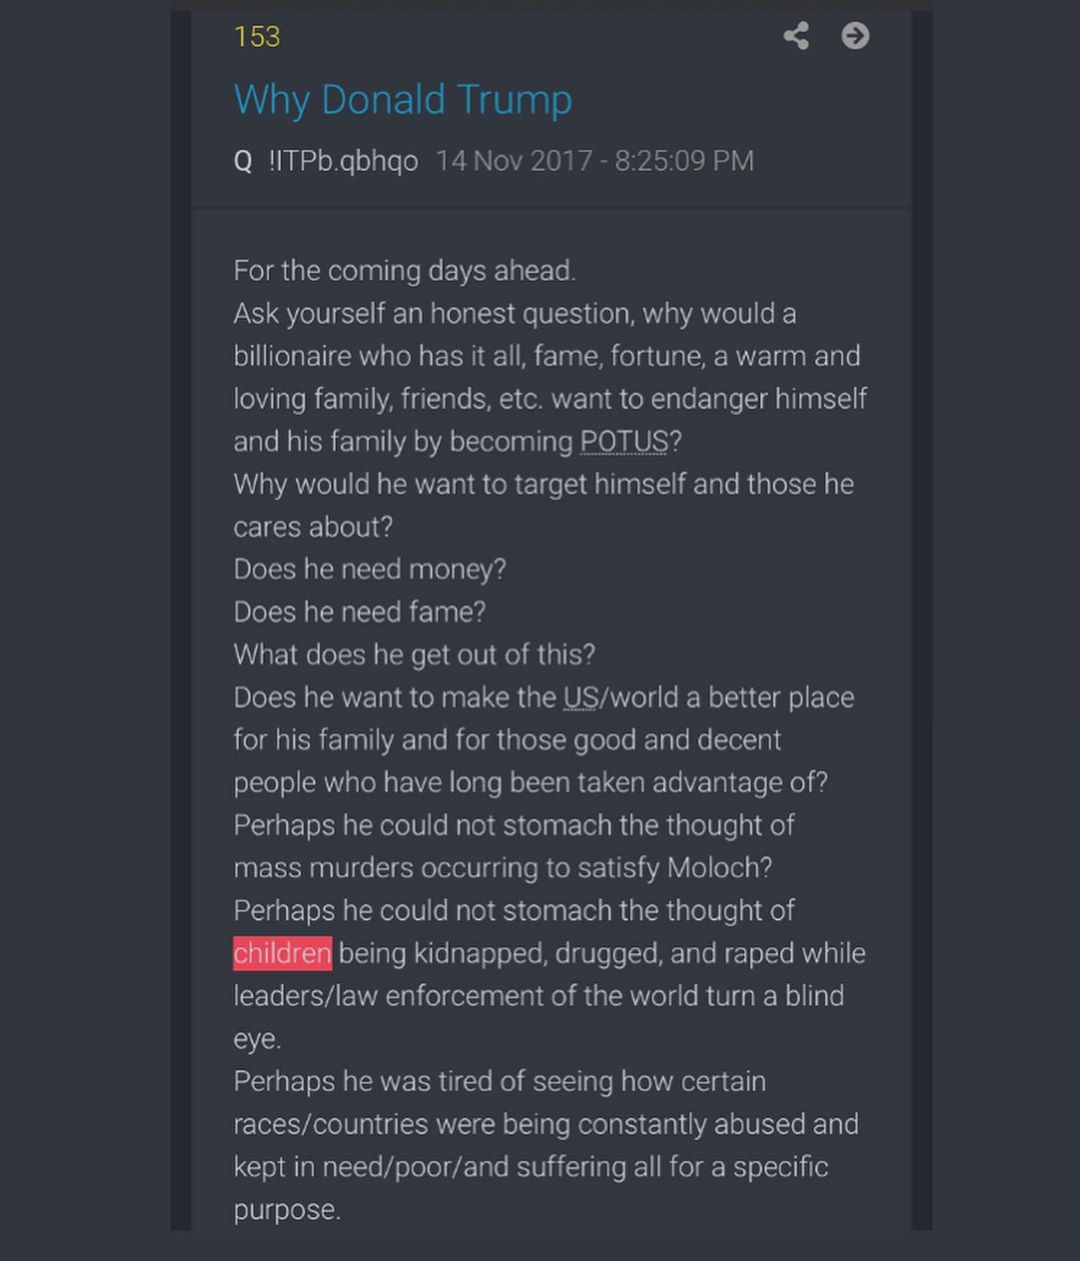 153
Why Donald Trump
Q !ITPb.qbhqo 14 Nov 2017 - 8:25:09 PM
For the coming days ahead.
Ask yourself an honest question, why would a
billionaire who has it all, fame, fortune, a warm and
loving family, friends, etc. want to endanger himself
and his family by becoming POTUS?
Why would he want to target himself and those he
cares about?
Does he need money?
Does he need fame?
What does he get out of this?
Does he want to make the US/world a better place
for his family and for those good and decent
people who have long been taken advantage of?
Perhaps he could not stomach the thought of
mass murders occurring to satisfy Moloch?
Perhaps he could not stomach the thought of
children being kidnapped, drugged, and raped while
leaders/law enforcement of the world turn a blind
eye.
Perhaps he was tired of seeing how certain
races/countries were being constantly abused and
kept in need/poor/and suffering all for a specific
purpose.